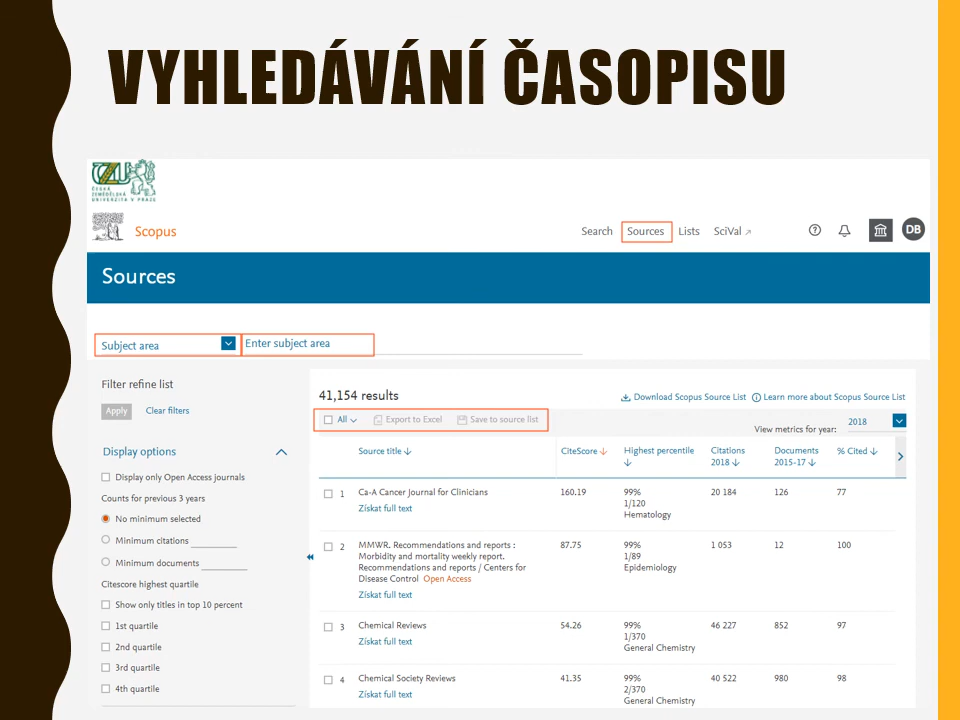 VYHLEDÁVÁNÍ ČASOPISU
ČESKÁ
ZEMĚDĚLSKÁ
UNIVERZITA V PRAZE
Scopus
Search Sources Lists SciVal
DB
Sources
Subject area
Enter subject area
Filter refine list
Apply Clear filters
Display options
Display only Open Access journals
Counts for previous 3 years
No minimum selected
Minimum citations
Minimum documents
Citescore highest quartile
Show only titles in top 10 percent
1st quartile
2nd quartile
3rd quartile
4th quartile
41,154 results
Download Scopus Source List Learn more about Scopus Source List
All Export to Excel Save to source list
View metrics for year: 2018
Source title CiteScore Highest percentile Citations 2018 Documents 2015-17 % Cited
1 Ca-A Cancer Journal for Clinicians 160.19 99% 20 184 126 77
1/120
Získat full text
Hematology
2 MMWR. Recommendations and reports : 87.75 99% 1 053 12 100
Morbidity and mortality weekly report. 1/89
Recommendations and reports / Centers for Epidemiology
Disease Control Open Access
Získat full text
3 Chemical Reviews 54.26 99% 46 227 852 97
1/370
Získat full text
General Chemistry
4 Chemical Society Reviews 41.35 99% 40 522 980 98
2/370
Získat full text
General Chemistry